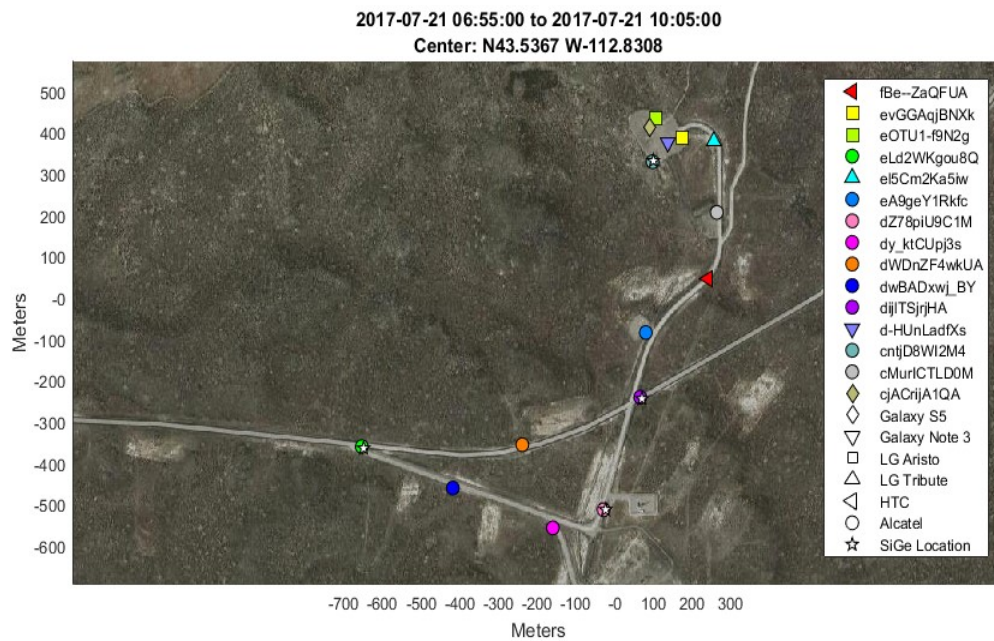 2017-07-21 06:55:00 to 2017-07-21 10:05:00
Center: N43.5367 W-112.8308
500
400
300
200
100
-0
-100
-200
-300
-400
-500
-600
Meters
-700 -600 -400 -300 -200 -100 -0 100 200 300
Meters
fBe--ZaQFUA
evGGAqjBNXk
eOTU1-f9N2g
eLd2WKgou8Q
eI5Cm2Ka5iw
eA9geY1Rkfc
dZ78piU9C1M
dy_ktCUpj3s
dWDnZF4wkUA
dwBADxwj_BY
dijITSjrjHA
d-HUnLadfXs
cntjD8WI2M4
cMurICTLD0M
cjACrijA1QA
Galaxy S5
Galaxy Note 3
LG Aristo
LG Tribute
HTC
Alcatel
SiGe Location